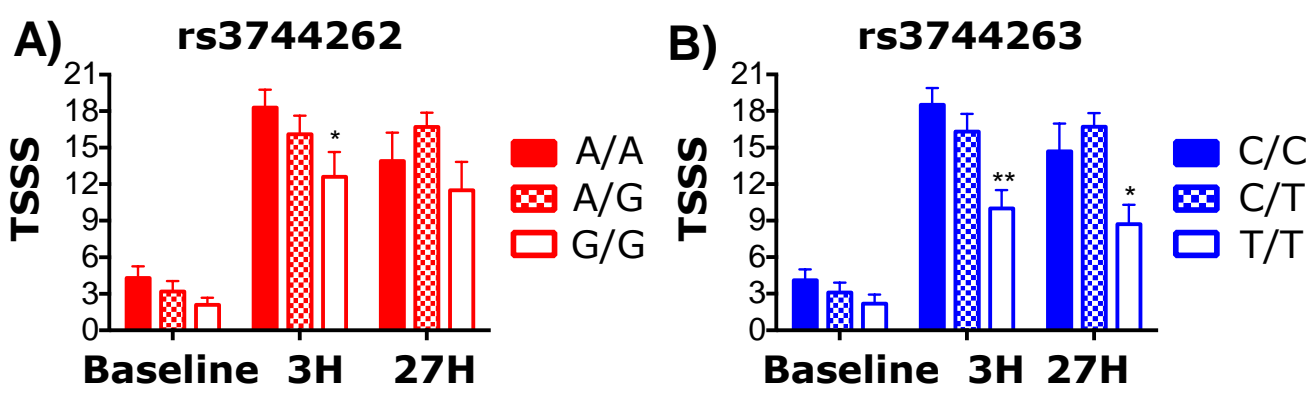 A)
rs3744262
TSSS
21
18
15
12
9
6
3
0
*
Baseline 3H 27H
A/A
A/G
G/G
B)
rs3744263
TSSS
21
18
15
12
9
6
3
0
**
*
Baseline 3H 27H
C/C
C/T
T/T